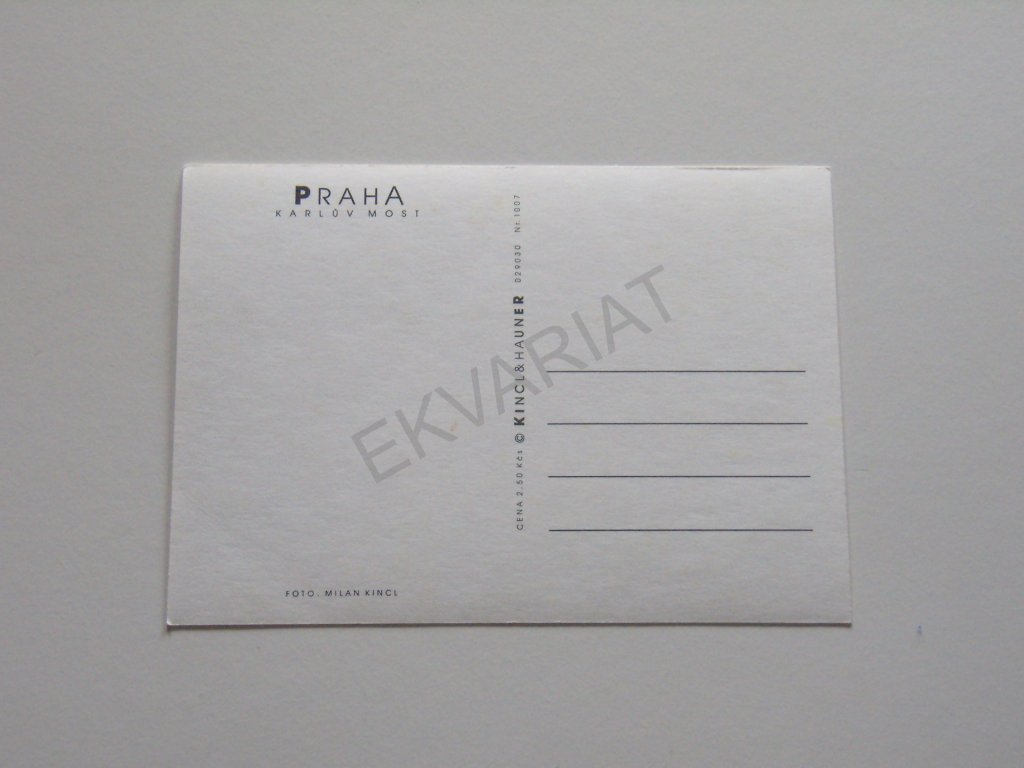 PRAHA
KARLŮV MOST
CENA 2,50 Kčs © KINCL&HAUNER 029030 Nr. 1007
EKVARIAT
FOTO: MILAN KINCL